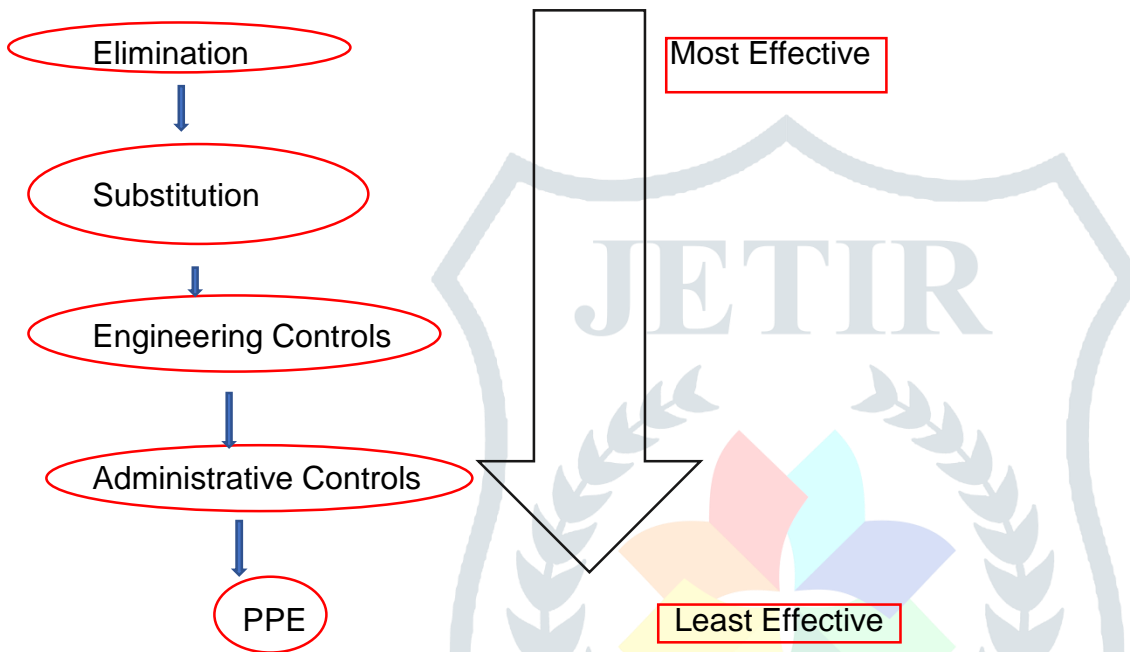 Elimination
Most Effective
Substitution
JETIR
Engineering Controls
Administrative Controls
PPE
Least Effective